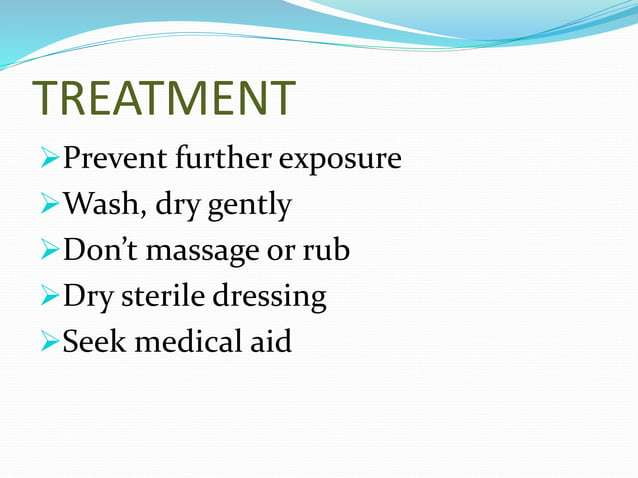 TREATMENT
Prevent further exposure
Wash, dry gently
Don’t massage or rub
Dry sterile dressing
Seek medical aid